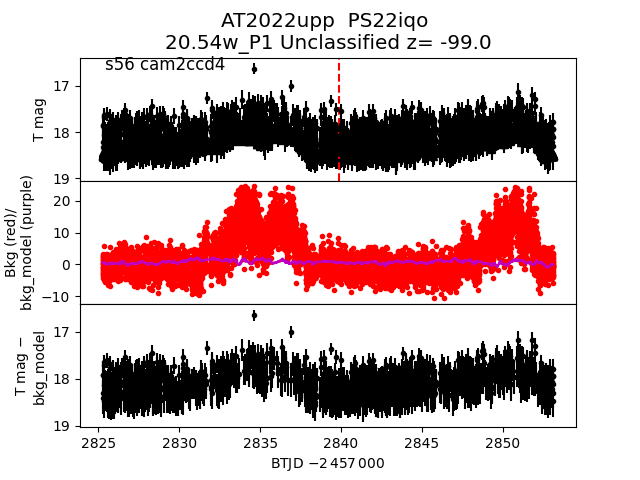 AT2022upp  PS22iqo
20.54w_P1 Unclassified z= -99.0
s56 cam2ccd4
T mag
17
18
19
Bkg (red)/
bkg_model (purple)
20
10
0
−10
T mag −
bkg_model
17
18
19
2825
2830
2835
2840
2845
2850
BTJD −2 457 000